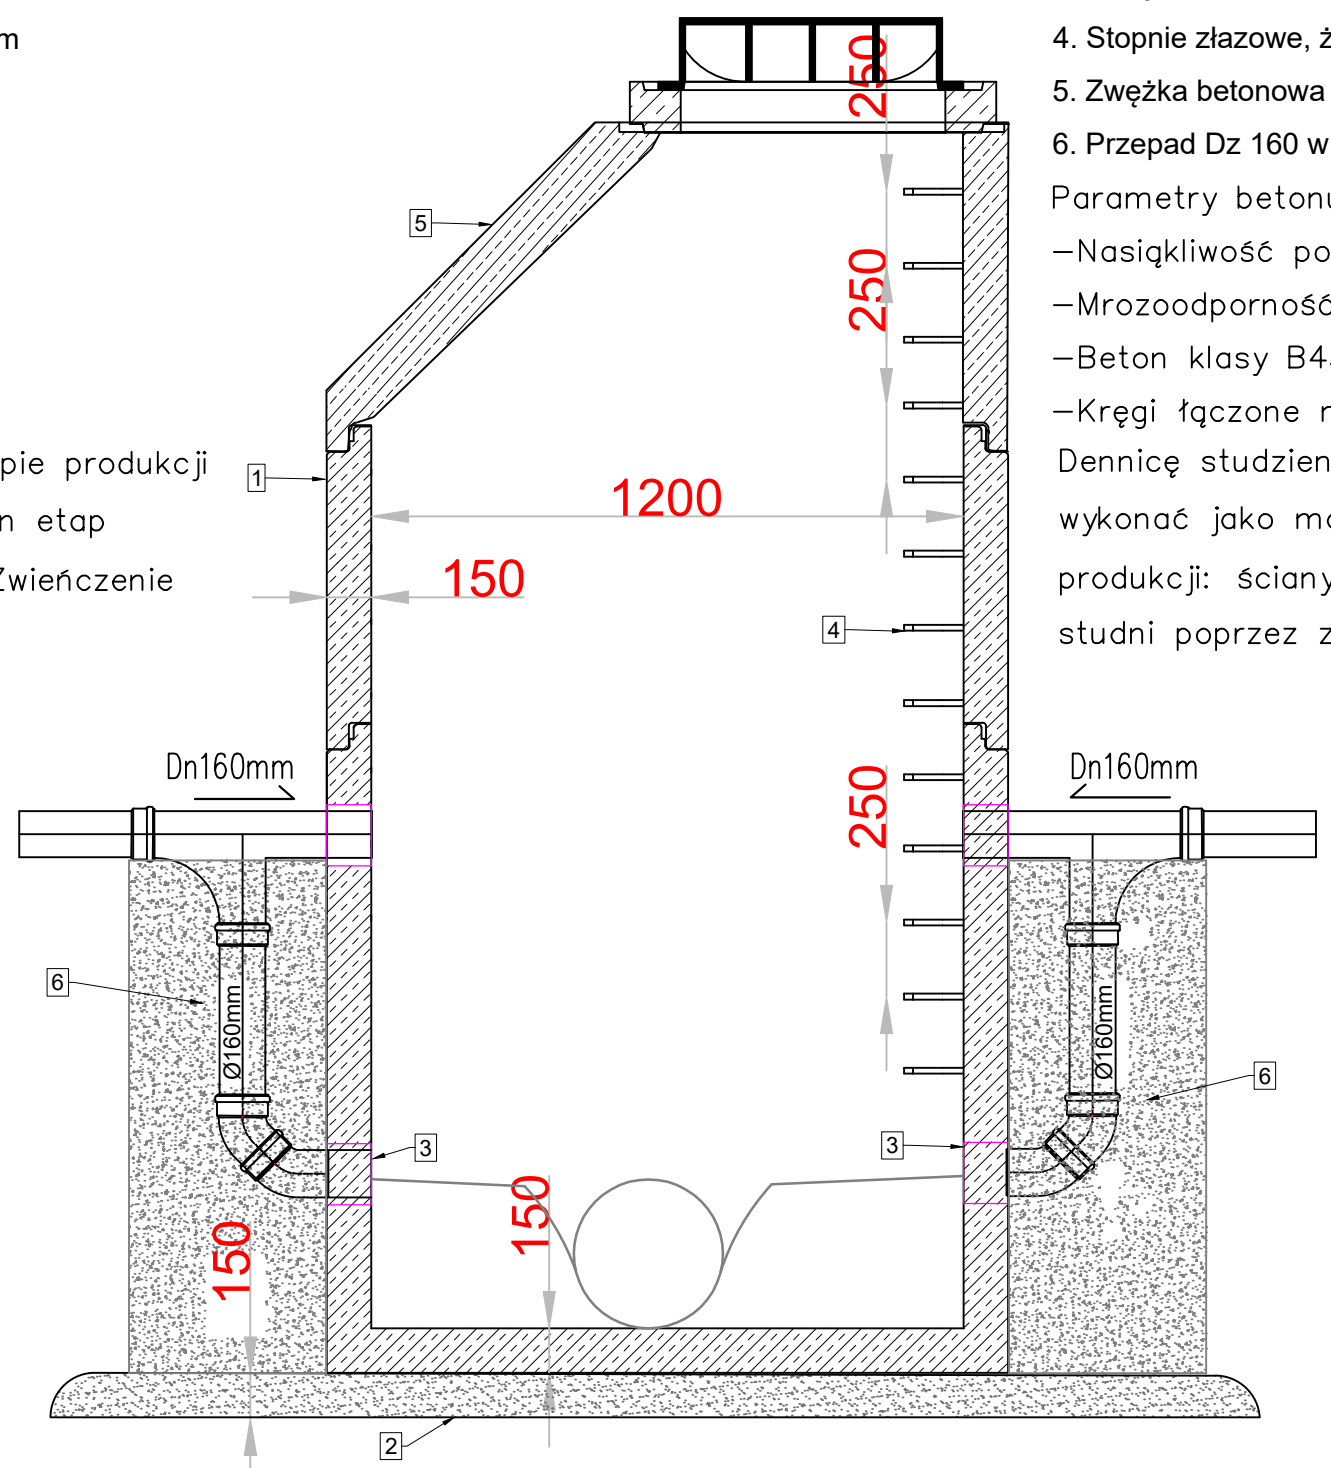 m
4. Stopnie złazowe, ż
5. Zwężka betonowa
6. Przepad Dz 160 w
Parametry betonu
-Nasiąkliwość po
-Mrozoodporność
-Beton klasy B4
-Kręgi łączone
Dennicę studzien
wykonać jako mo
produkcji: ściany
studni poprzez z
pie produkcji
n etap
Zwieńczenie
250
5
250
1
1200
150
4
Dn160mm
Dn160mm
250
6
Ø160mm
Ø160mm
6
3
3
150
150
2